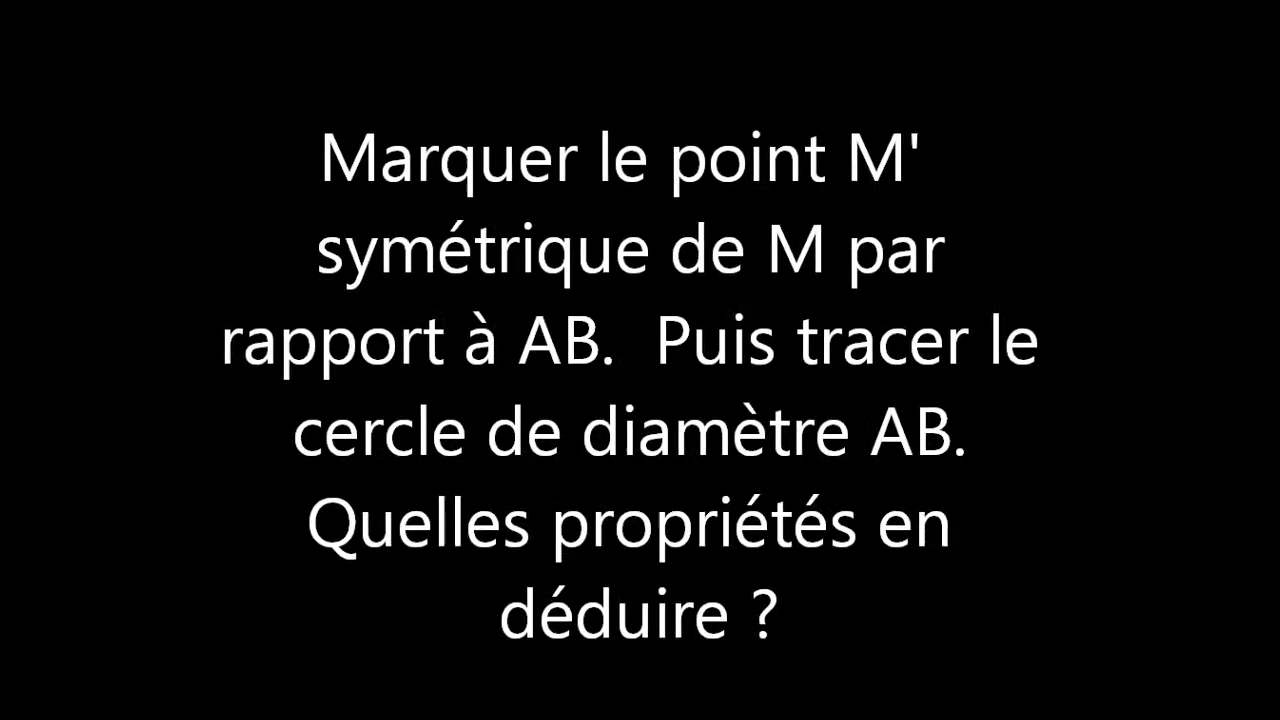 Marquer le point M'
symétrique de M par
rapport à AB.  Puis tracer le
cercle de diamètre AB.
Quelles propriétés en
déduire ?